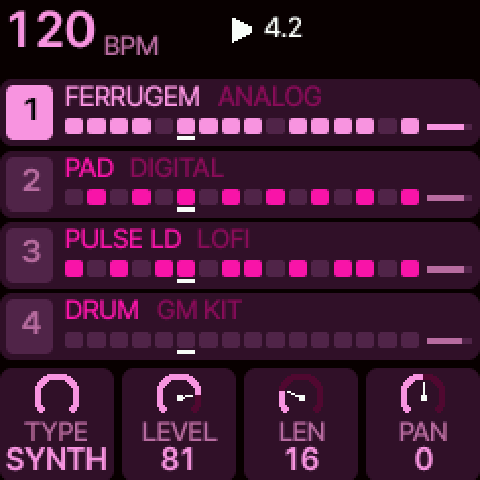 120 BPM 4.2
1 FERRUGEM ANALOG
2 PAD DIGITAL
3 PULSE LD LOFI
4 DRUM GM KIT
TYPE LEVEL LEN PAN
SYNTH 81 16 0